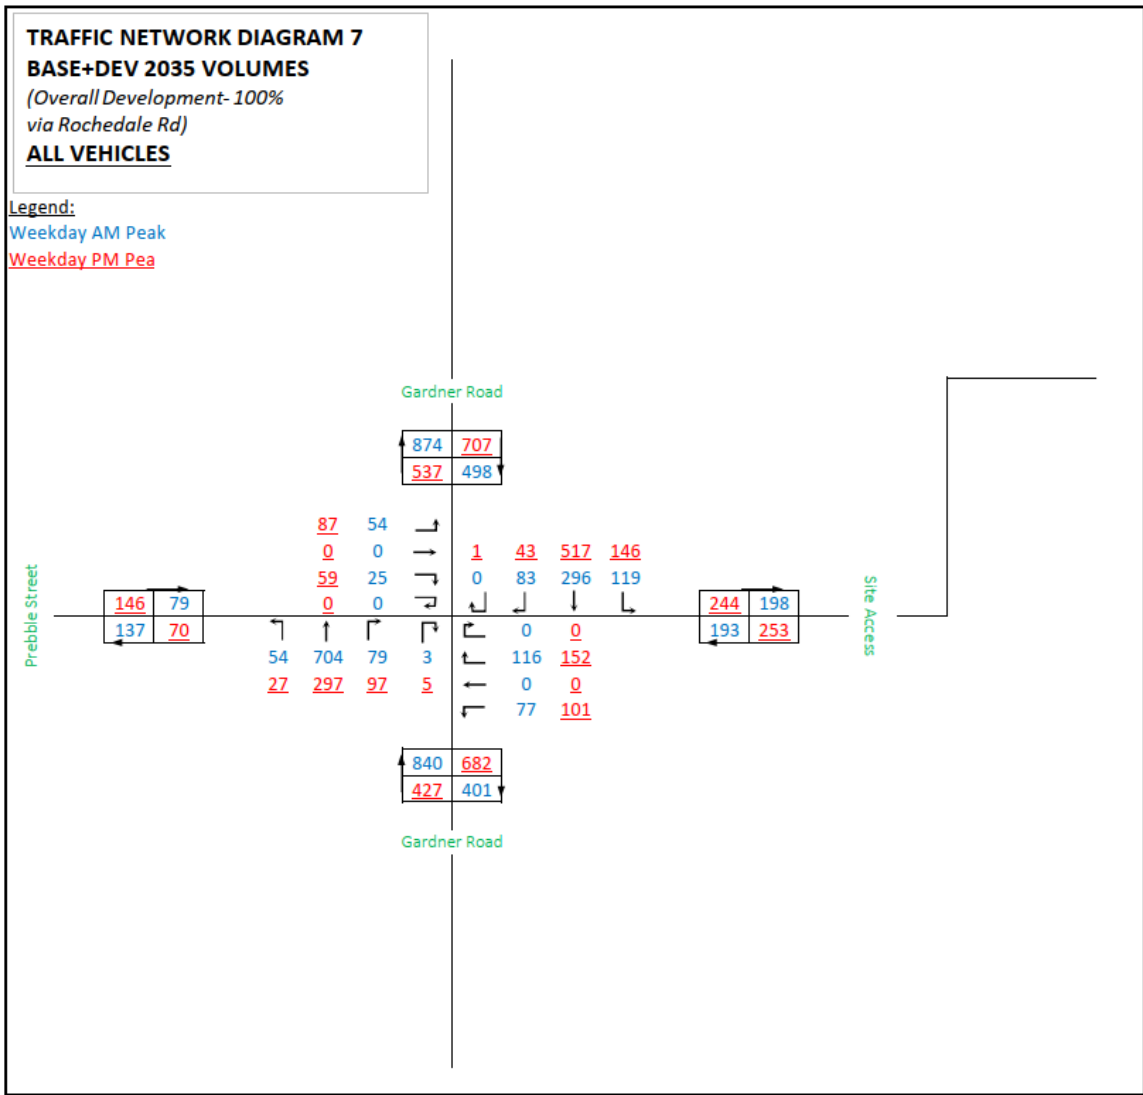 TRAFFIC NETWORK DIAGRAM 7
BASE+DEV 2035 VOLUMES
(Overall Development- 100%
via Rochedale Rd)
ALL VEHICLES
Legend:
Weekday AM Peak
Weekday PM Pea
Gardner Road
874 707
537 498
87 54
0 0
59 25
0 0
1 43 517 146
0 83 296 119
Prebble Street
146 79
137 70
244 198
193 253
Site Access
54 704 79 3
27 297 97 5
0 0
116 152
0 0
77 101
840 682
427 401
Gardner Road